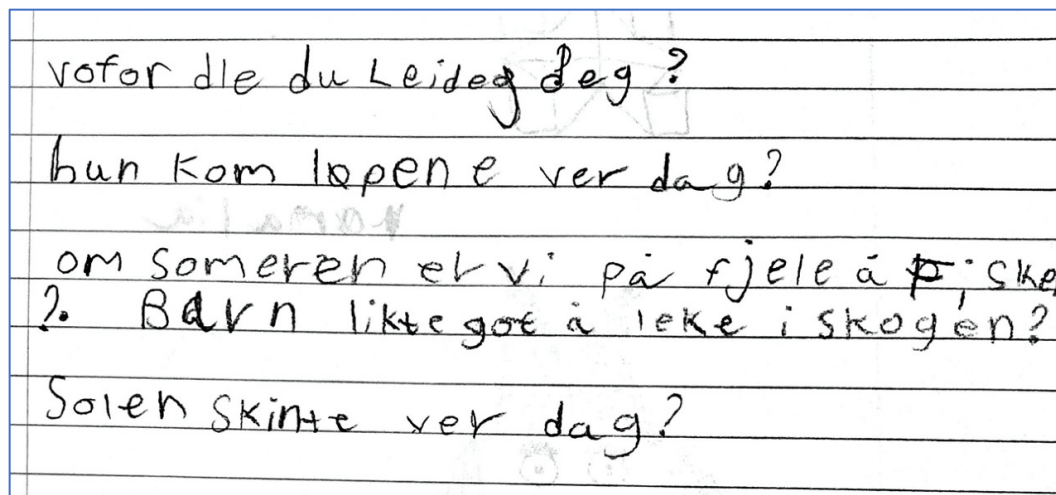 vofor dle du Leideg deg?
hun kom løpene ver dag?
om someren er vi på fjele å fiske
?. Barn likte got å leke i skogen?
Solen skinte ver dag?